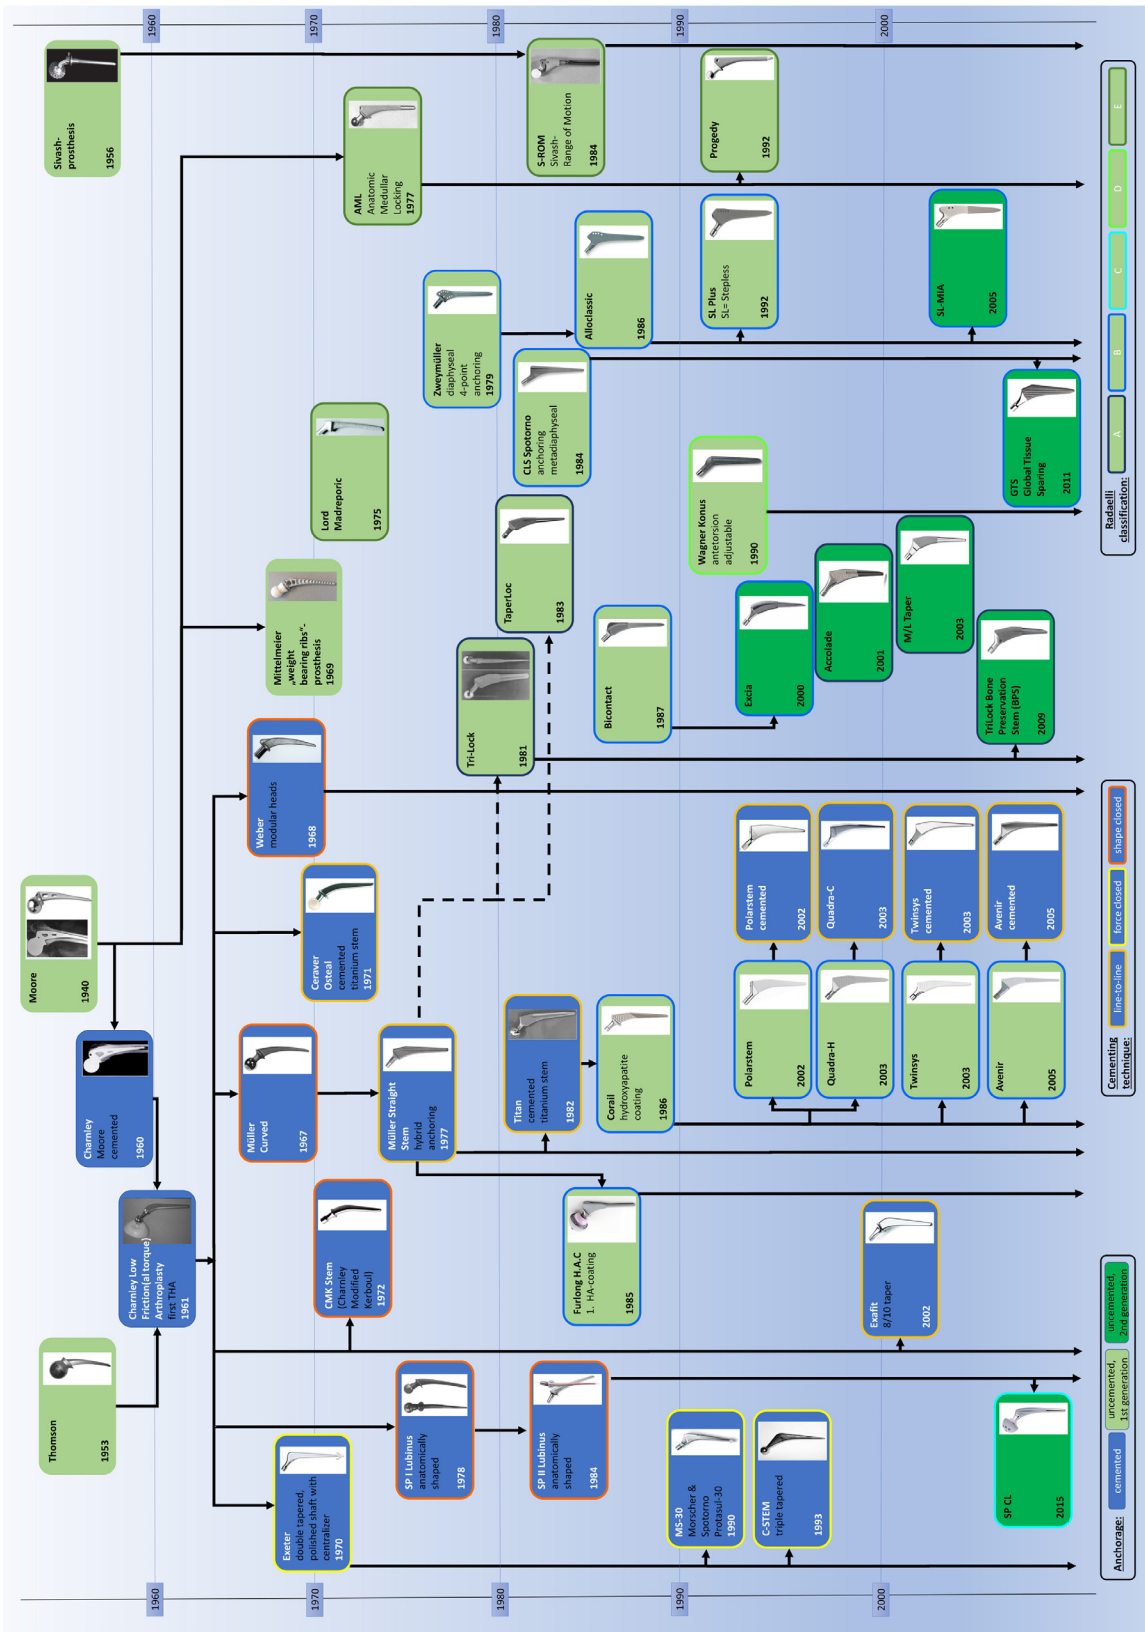 1960
1970
1980
1990
2000
Sivash-
prosthesis
1956
S-ROM
Sivash-
Range of Motion
1984
AML
Anatomic
Medullar
Locking
1977
Progedy
1992
Zweymüller
diaphyseal
4-point
anchoring
1979
Alloclassic
1986
SL Plus
SL= Stepless
1992
SL-MIA
2005
CLS Spotorno
anchoring
metadiaphyseal
1984
GTS
Global Tissue
Sparing
2011
Lord
Madreporic
1975
Wagner Konus
antetorsion
adjustable
1990
Mittelmeier
„weight
bearing ribs“-
prosthesis
1969
TaperLoc
1983
Tri-Lock
1981
Bicontact
1987
Excia
2000
Accolade
2001
M/L Taper
2003
TriLock Bone
Preservation
Stem (BPS)
2009
Weber
modular heads
1968
Moore
1940
Ceraver
Osteal
cemented
titanium stem
1971
Charnley
Moore
cemented
1960
Müller
Curved
1967
Müller Straight
Stem
hybrid
anchoring
1977
Titan
cemented
titanium stem
1982
Corail
hydroxyapatite
coating
1986
Polarstem
cemented
2002
Quadra-C
2003
Twinsys
cemented
2003
Avenir
cemented
2005
Polarstem
2002
Quadra-H
2003
Twinsys
2003
Avenir
2005
Charnley Low
Friction(al torque)
Arthroplasty
first THA
1961
CMK Stem
(Charnley
Modified
Kerboul)
1972
Furlong H.A.C
1. HA-coating
1985
Exafit
8/10 taper
2002
Thomson
1953
SP I Lubinus
anatomically
shaped
1978
SP II Lubinus
anatomically
shaped
1984
SP CL
2015
Exeter
double tapered,
polished shaft with
centralizer
1970
MS-30
Morscher &
Spotorno
Protasul-30
1990
C-STEM
triple tapered
1993
1960
1970
1980
1990
2000
Anchorage:
cemented
uncemented,
1st generation
uncemented,
2nd generation
Cementing
technique:
line-to-line
force closed
shape closed
Radaelli
classification:
A
B
C
D
E